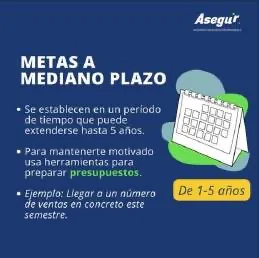 Asegur.
METAS A
MEDIANO PLAZO
• Se establecen en un período
de tiempo que puede
extenderse hasta 5 años.
• Para mantenerte motivado
usa herramientas para
preparar presupuestos.
• Ejemplo: Llegar a un número
de ventas en concreto este
semestre.
De 1-5 años